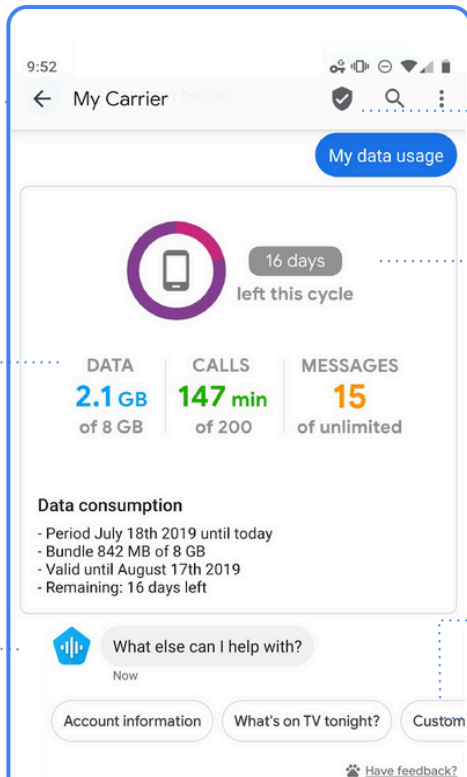 9:52
My Carrier
My data usage
16 days
left this cycle
DATA
2.1 GB
of 8 GB
CALLS
147 min
of 200
MESSAGES
15
of unlimited
Data consumption
- Period July 18th 2019 until today
- Bundle 842 MB of 8 GB
- Valid until August 17th 2019
- Remaining: 16 days left
What else can I help with?
Now
Account information
What's on TV tonight?
Custom
Have feedback?